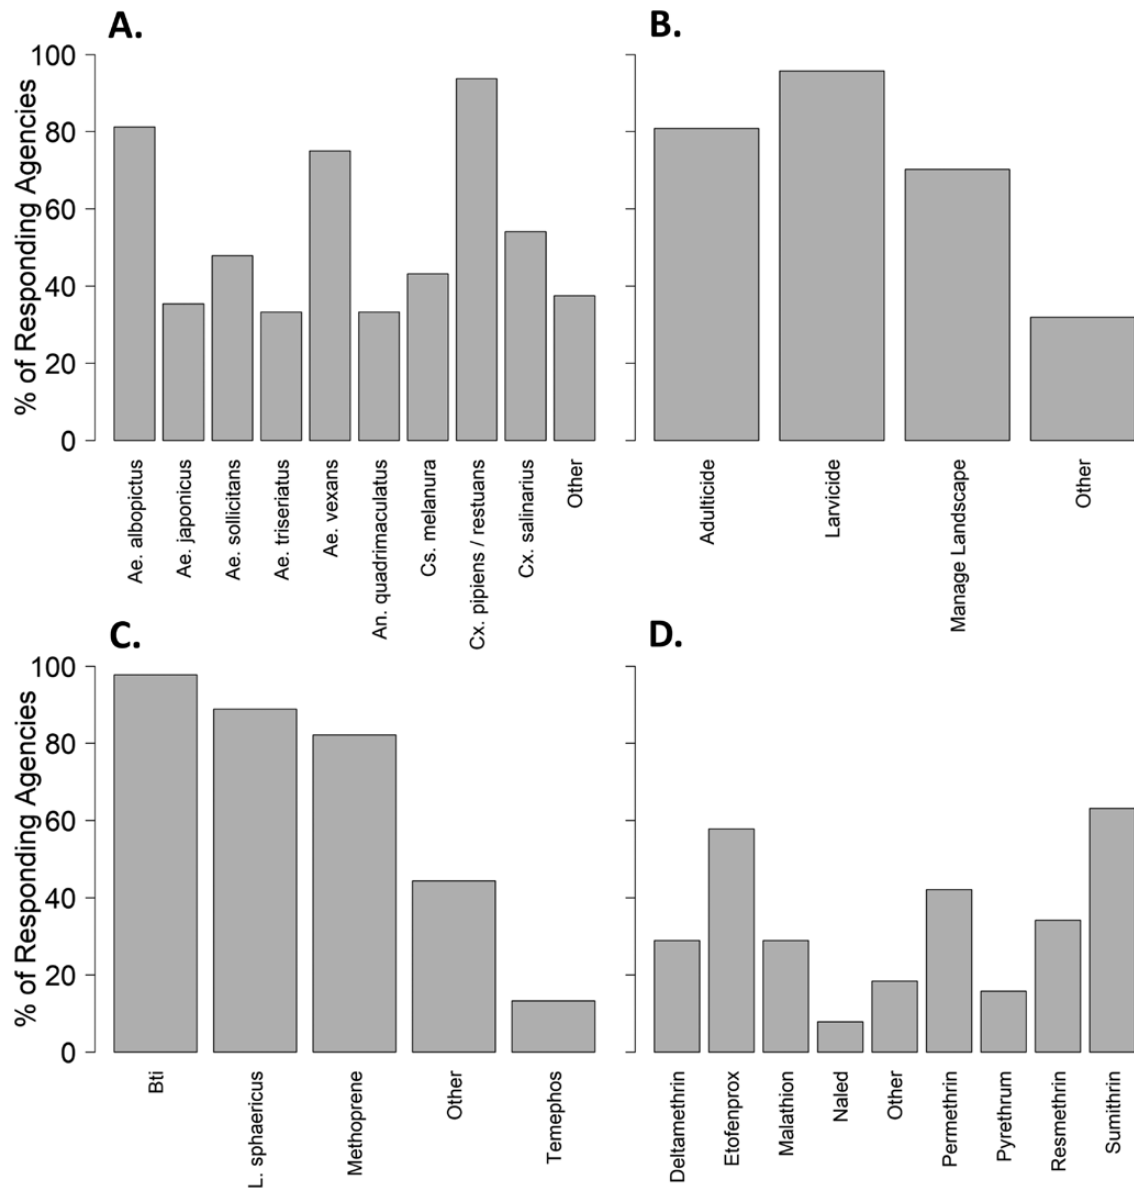 A.
B.
% of Responding Agencies
100
80
60
40
20
0
Ae. albopictus
Ae. japonicus
Ae. sollicitans
Ae. triseriatus
Ae. vexans
An. quadrimaculatus
Cs. melanura
Cx. pipiens / restuans
Cx. salinarius
Other
Adulticide
Larvicide
Manage Landscape
Other
C.
D.
% of Responding Agencies
100
80
60
40
20
0
Bti
L. sphaericus
Methoprene
Other
Temephos
Deltamethrin
Etofenprox
Malathion
Naled
Other
Permethrin
Pyrethrum
Resmethrin
Sumithrin